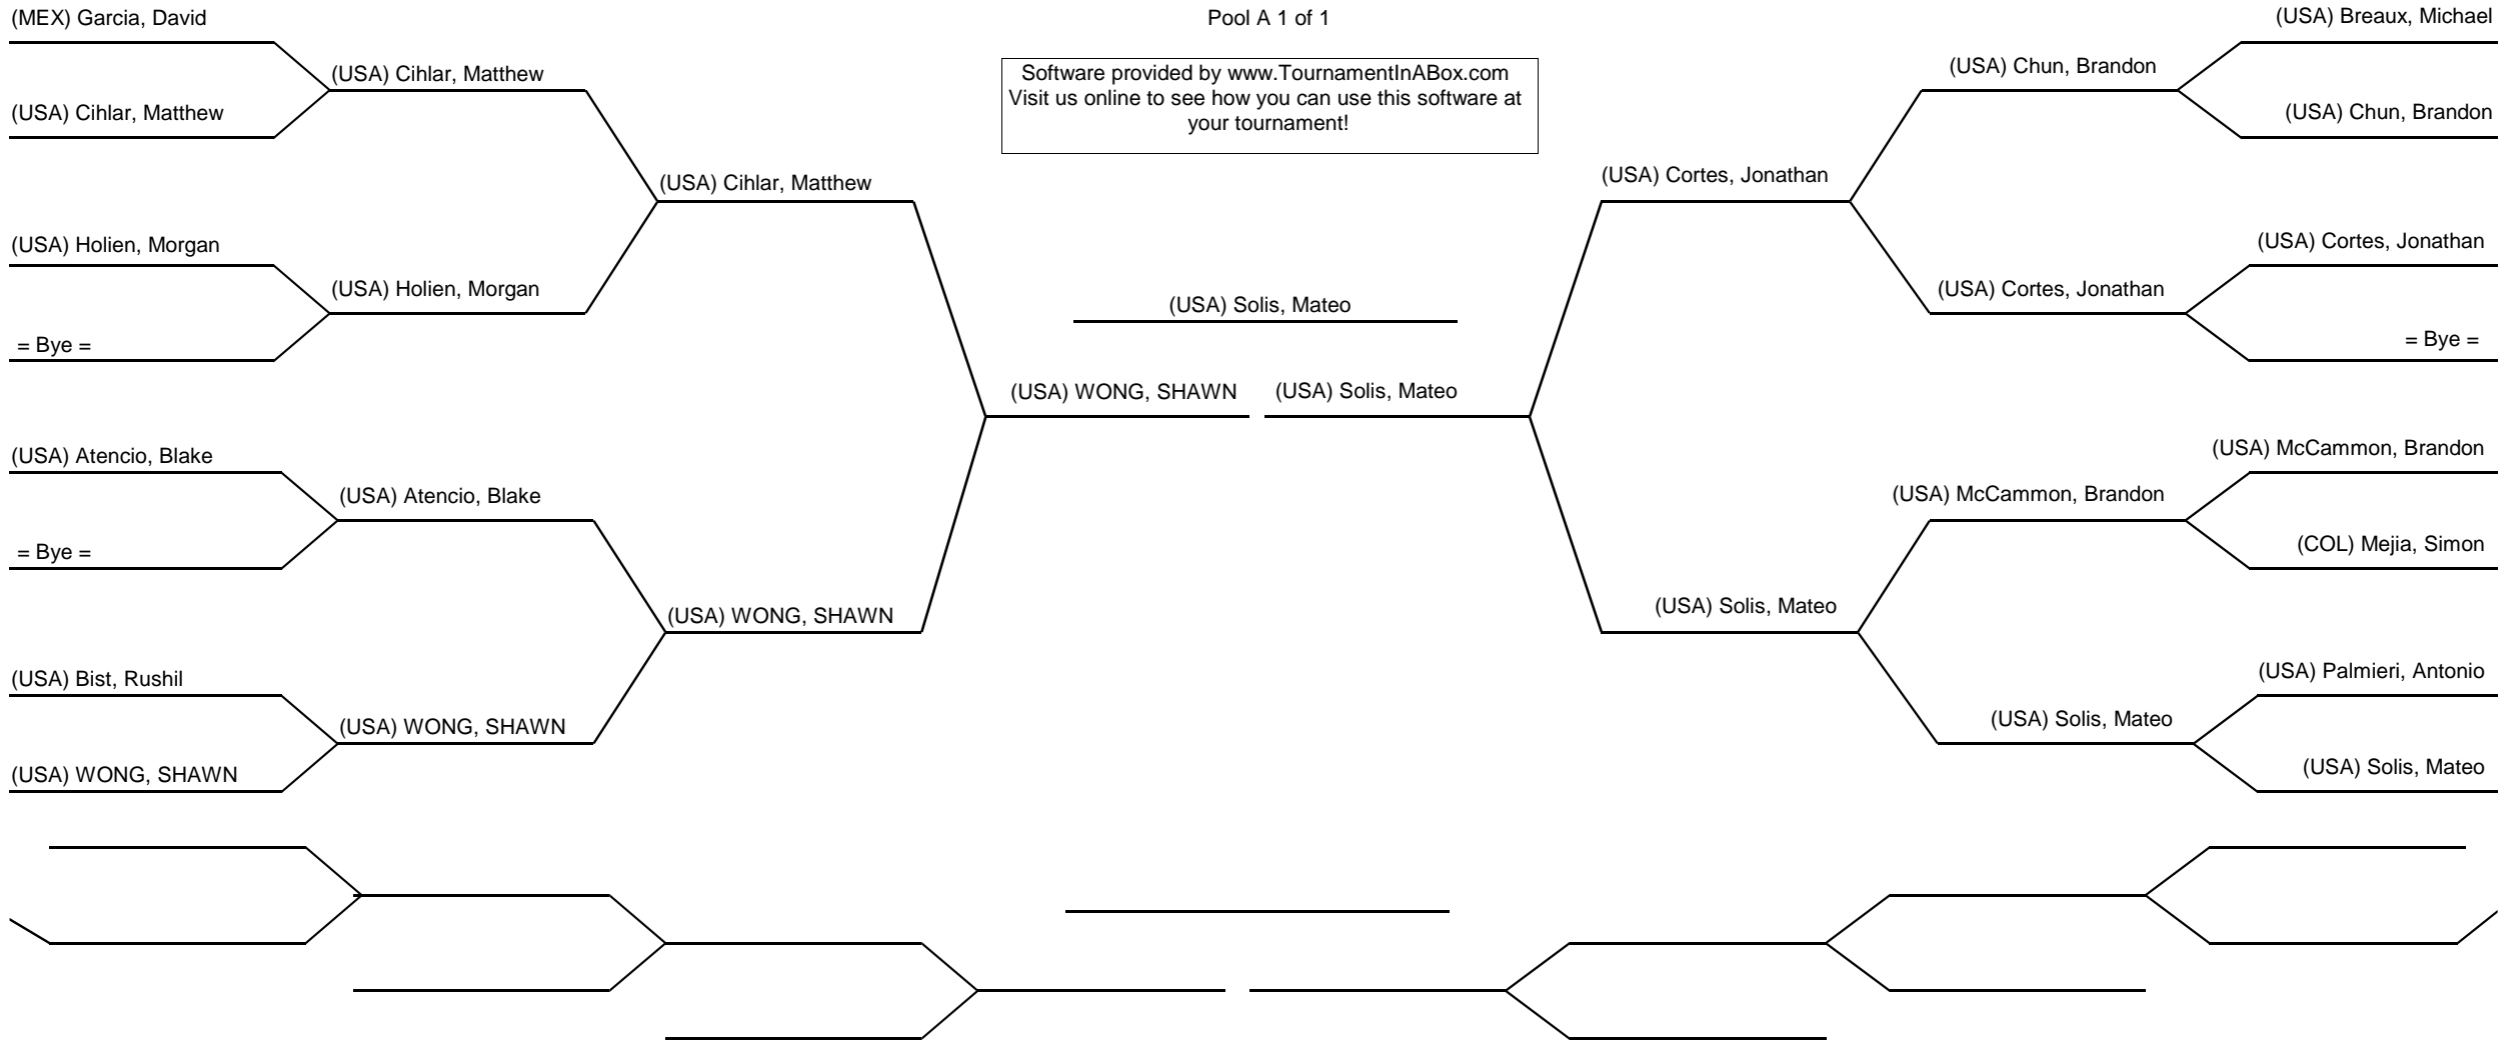 Pool A 1 of 1
Software provided by www.TournamentInABox.com
Visit us online to see how you can use this software at
your tournament!
(MEX) Garcia, David
(USA) Cihlar, Matthew
(USA) Holien, Morgan
= Bye =
(USA) Atencio, Blake
= Bye =
(USA) Bist, Rushil
(USA) WONG, SHAWN
(USA) Cihlar, Matthew
(USA) Holien, Morgan
(USA) Atencio, Blake
(USA) WONG, SHAWN
(USA) Cihlar, Matthew
(USA) WONG, SHAWN
(USA) WONG, SHAWN
(USA) Solis, Mateo
(USA) Solis, Mateo
(USA) Cortes, Jonathan
(USA) Solis, Mateo
(USA) Chun, Brandon
(USA) Cortes, Jonathan
(USA) McCammon, Brandon
(USA) Solis, Mateo
(USA) Breaux, Michael
(USA) Chun, Brandon
(USA) Cortes, Jonathan
= Bye =
(USA) McCammon, Brandon
(COL) Mejia, Simon
(USA) Palmieri, Antonio
(USA) Solis, Mateo